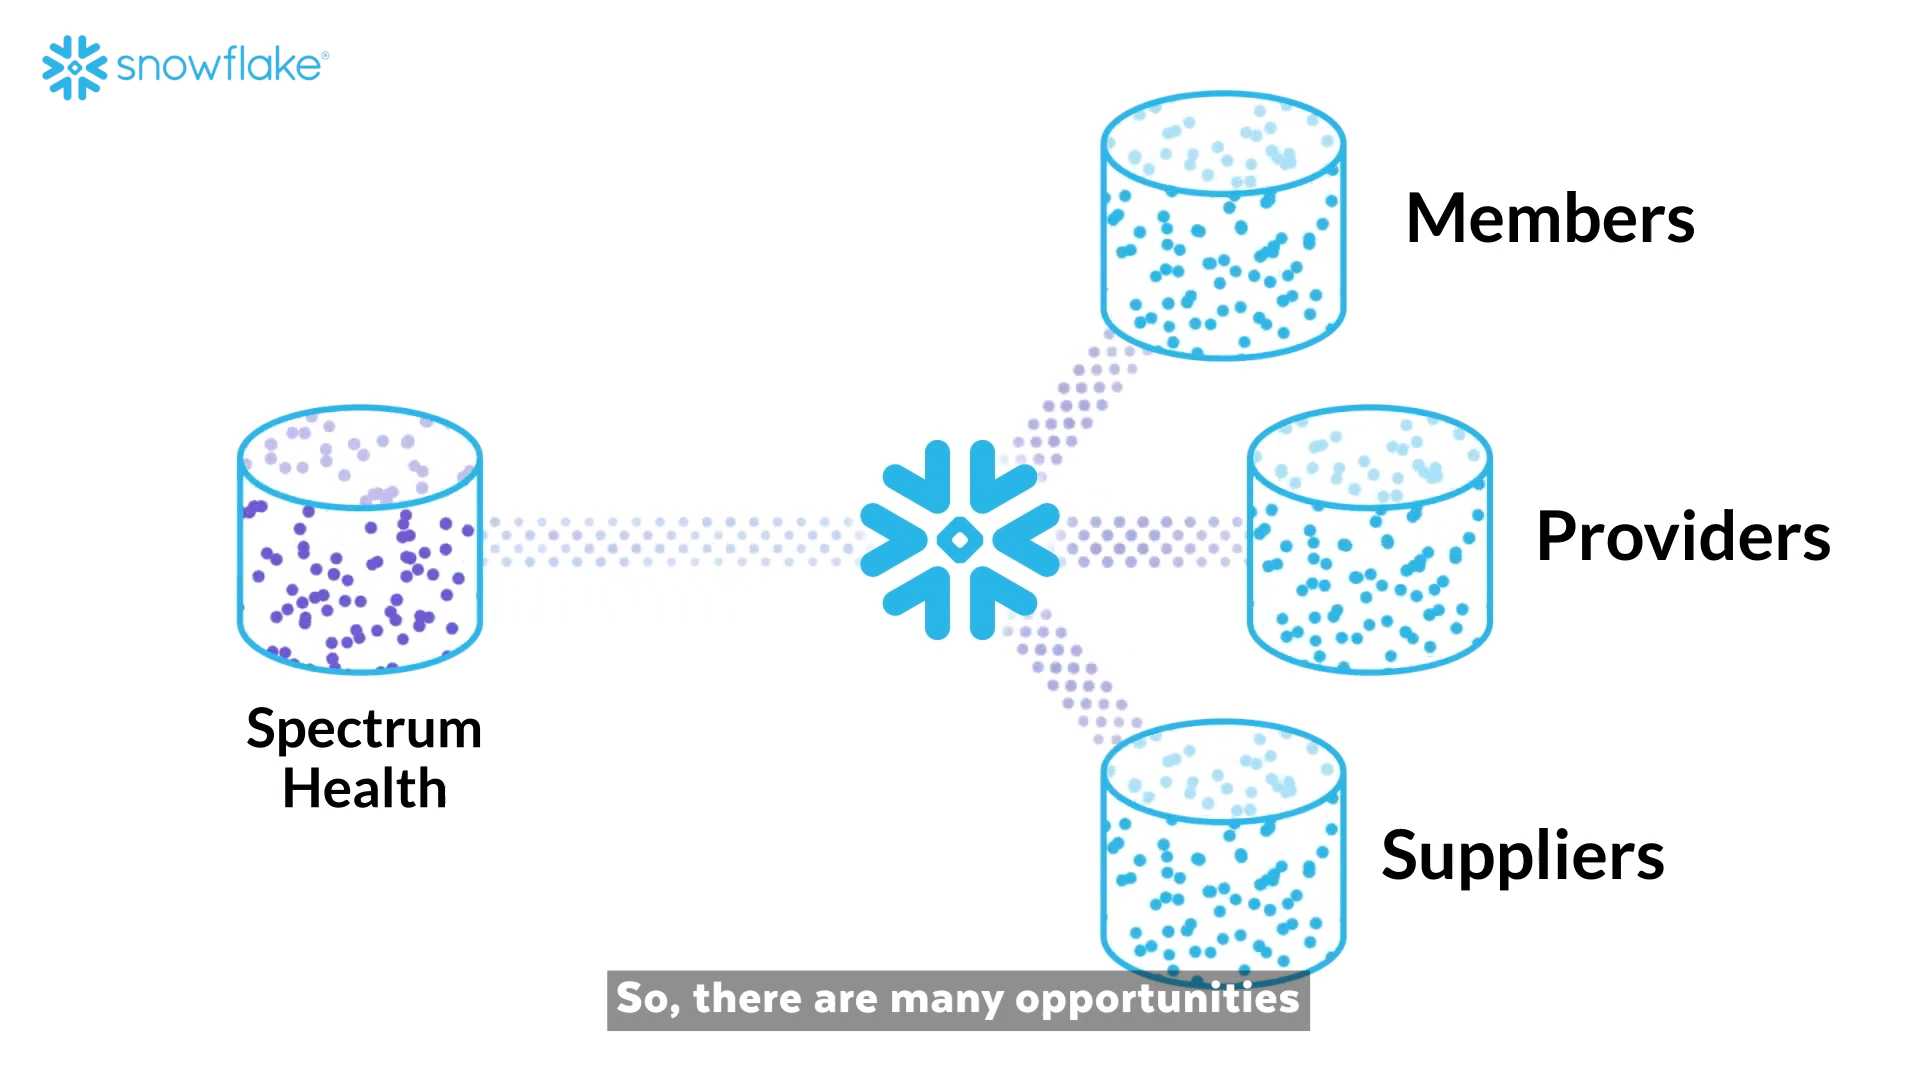 snowflake®
Members
Providers
Spectrum
Health
Suppliers
So, there are many opportunities